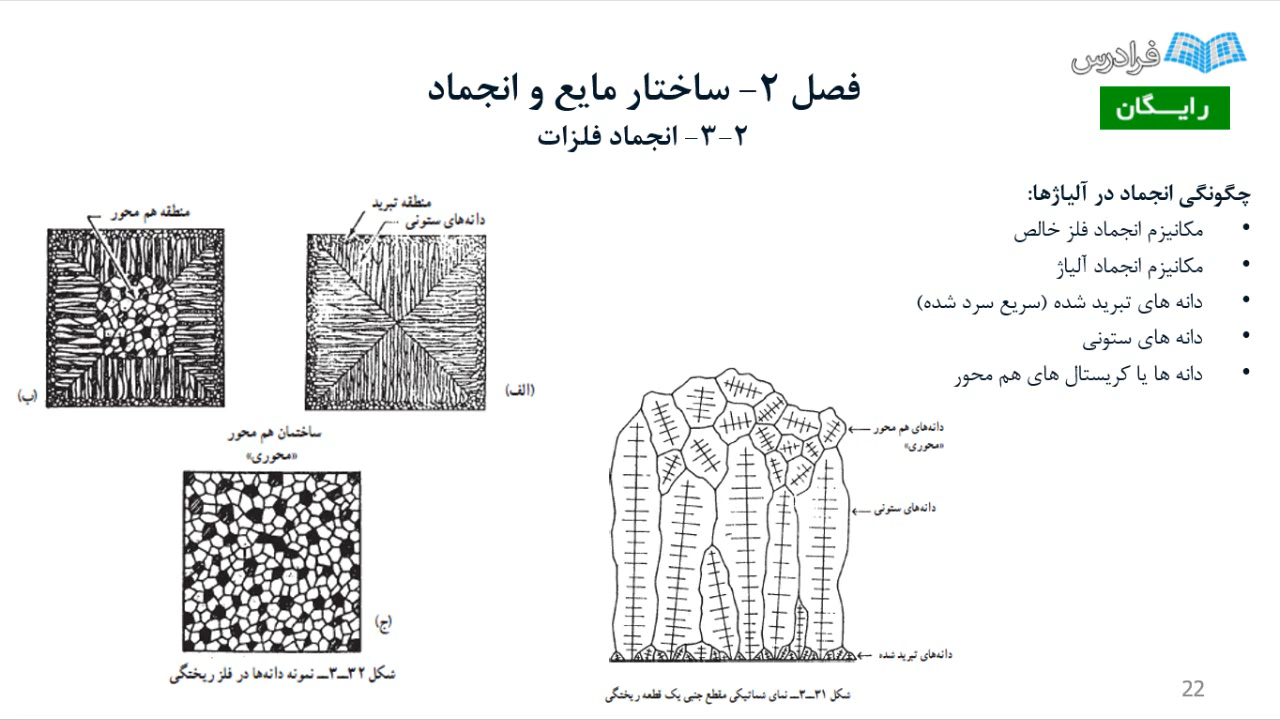 فرادرس
رایـــگان
فصل ۲- ساختار مایع و انجماد
۲-۳- انجماد فلزات
چگونگی انجماد در آلیاژها:
• مکانیزم انجماد فلز خالص
• مکانیزم انجماد آلیاژ
• دانه های تبرید شده (سریع سرد شده)
• دانه های ستونی
• دانه ها یا کریستال های هم محور
منطقه تبرید
دانه‌های ستونی
(الف)
منطقه هم محور
(ب)
ساختمان هم محور
«محوری»
(ج)
شکل ۳۲ــ۳ــ نمونه دانه‌ها در فلز ریختگی
دانه‌های هم محور
«محوری»
دانه‌های ستونی
دانه‌های تبرید شده
شکل ۳۱ــ۳ــ نمای شماتیکی مقطع جنبی یک قطعه ریختگی
22